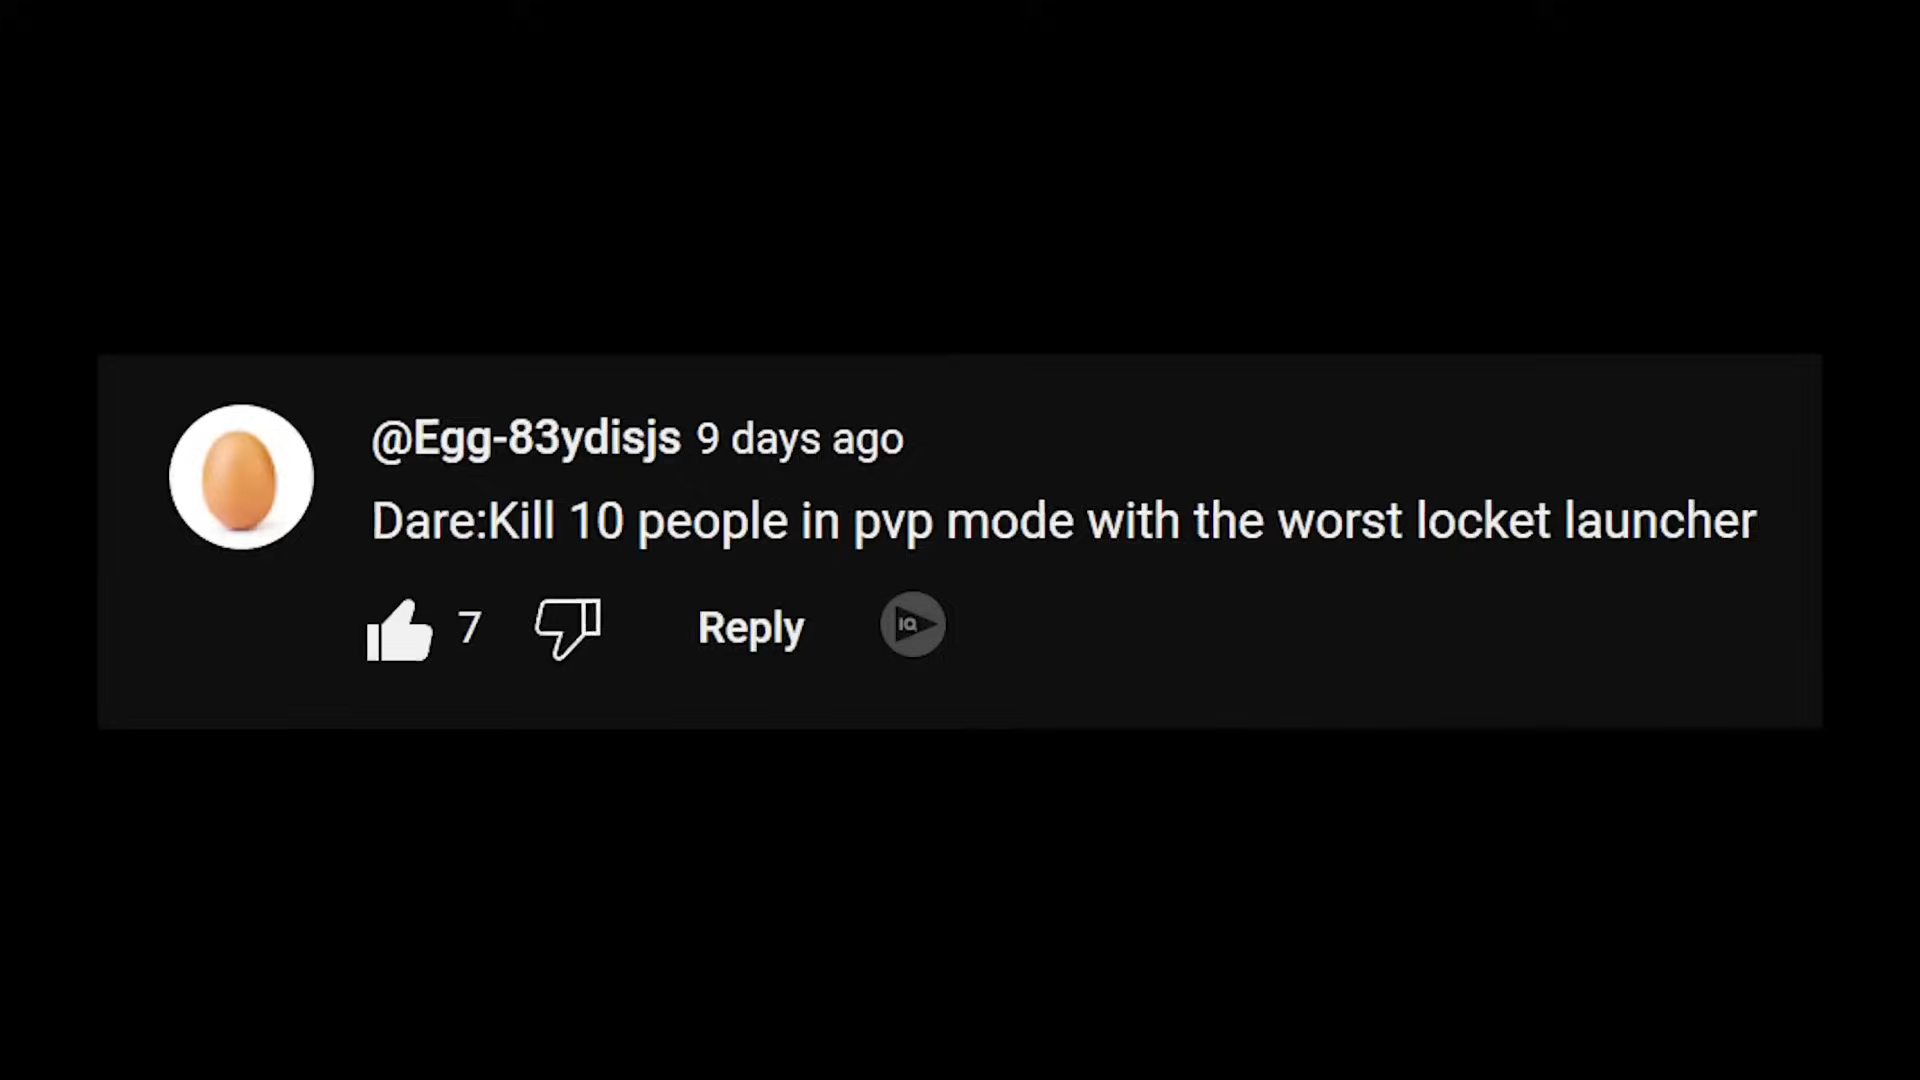 @Egg-83ydisjs 9 days ago
Dare:Kill 10 people in pvp mode with the worst locket launcher
7 Reply IQ